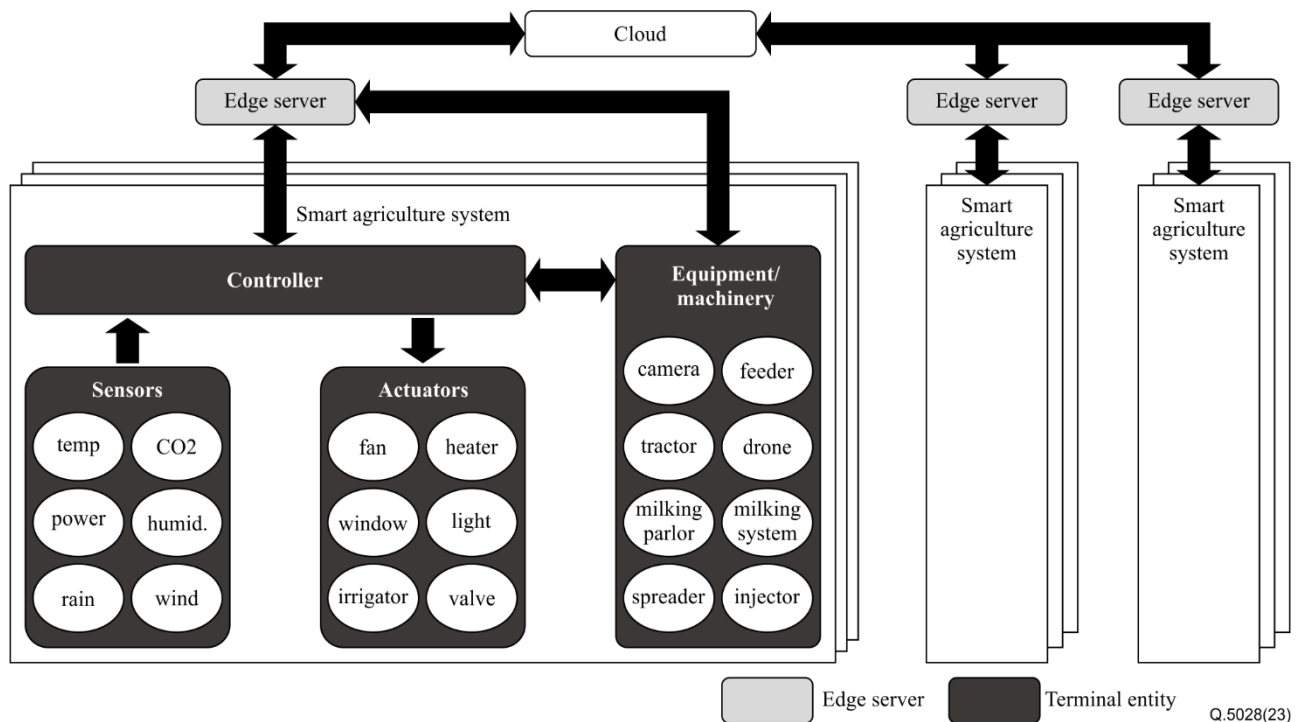 Cloud
Edge server
Edge server
Edge server
Smart agriculture system
Controller
Equipment/
machinery
Sensors
temp
CO2
power
humid.
rain
wind
Actuators
fan
heater
window
light
irrigator
valve
camera
feeder
tractor
drone
milking
parlor
milking
system
spreader
injector
Smart
agriculture
system
Smart
agriculture
system
Edge server
Terminal entity
Q.5028(23)